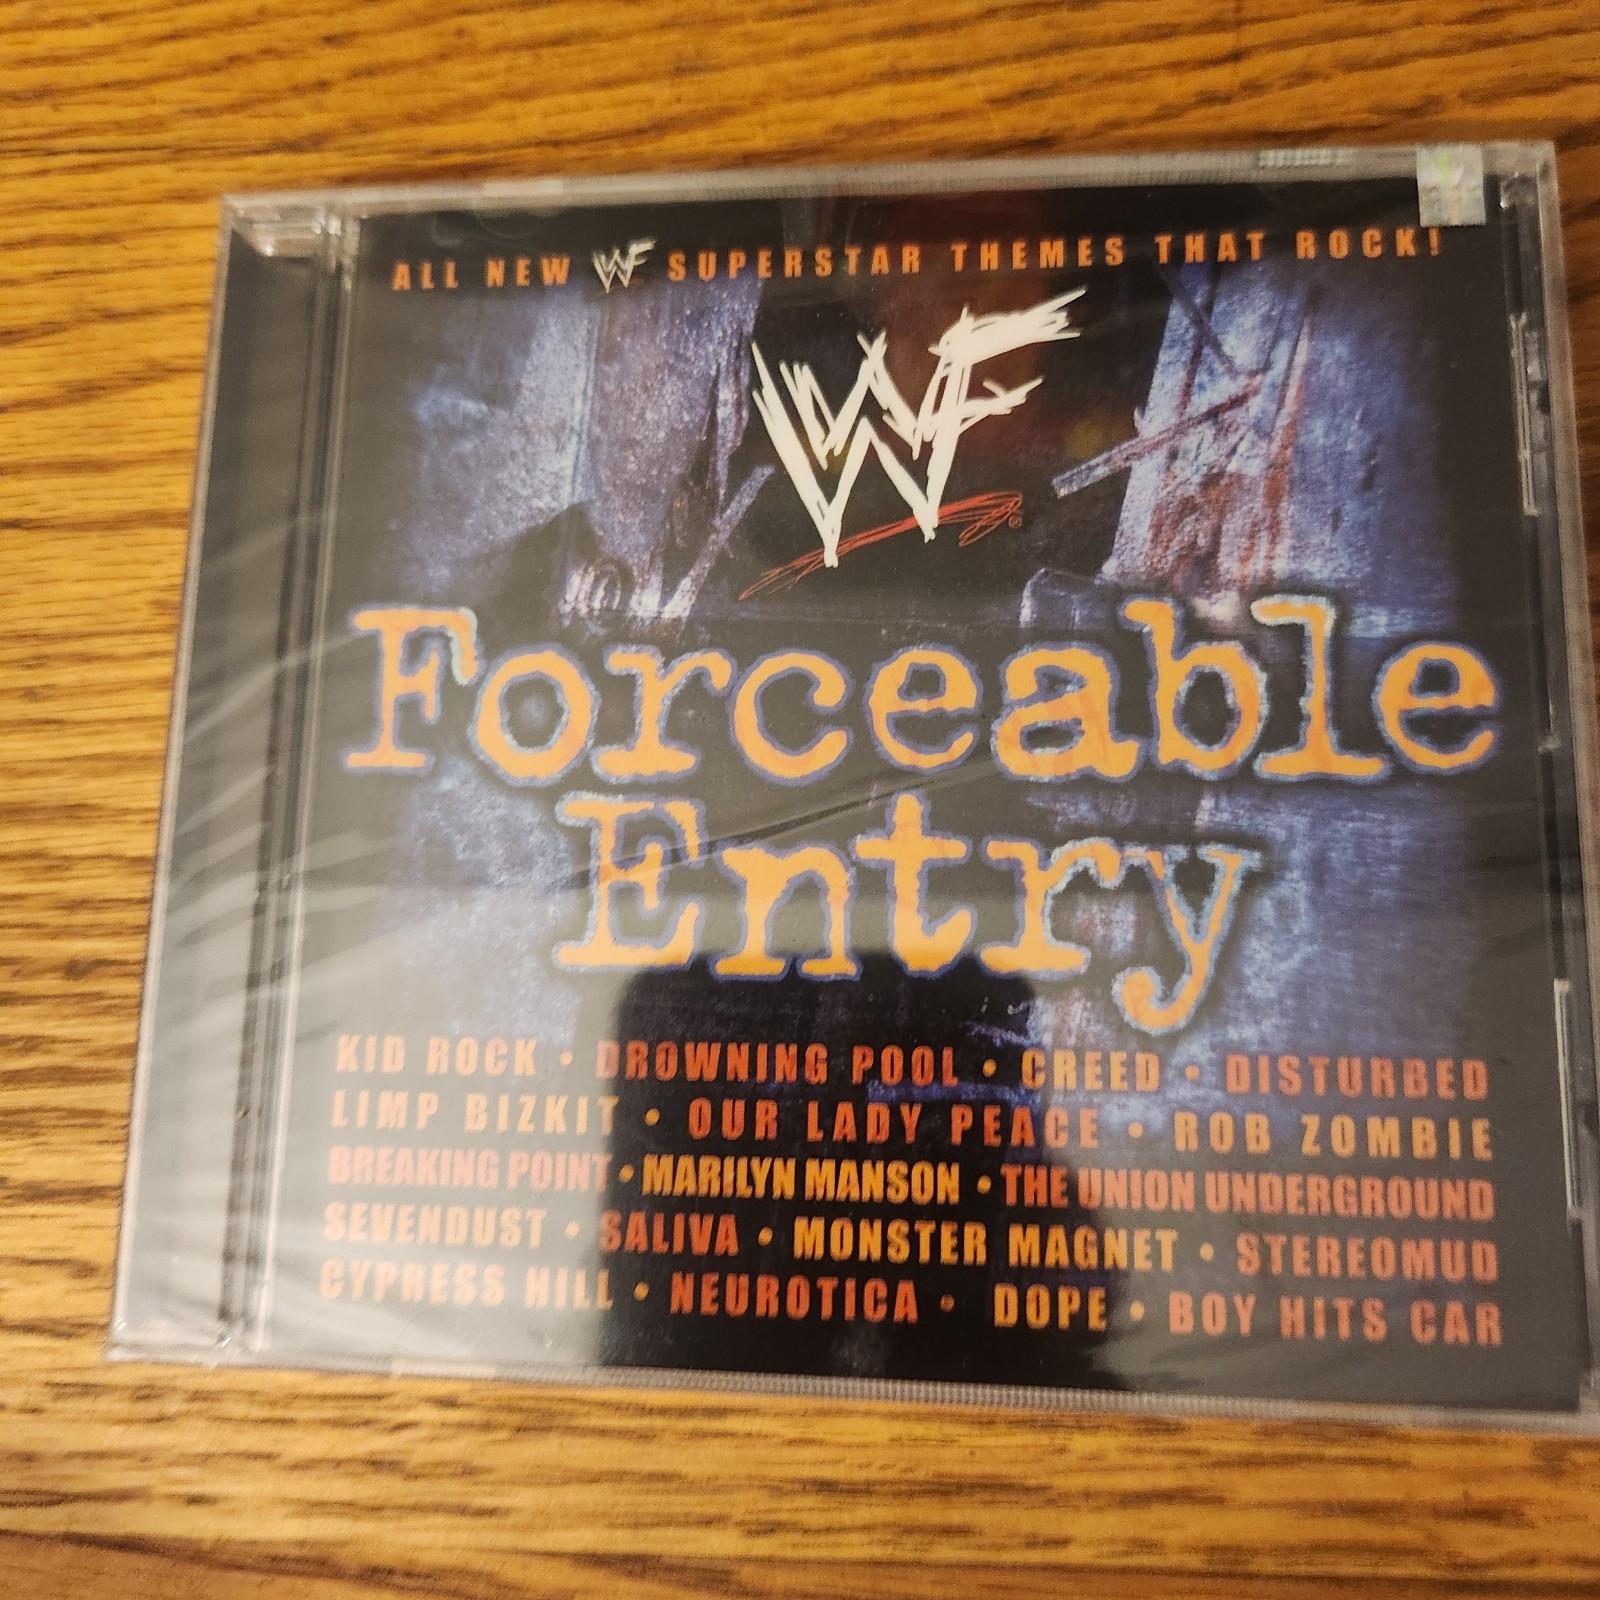 ALL NEW WF SUPERSTAR THEMES THAT ROCK!
WF
®
Forceable
Entry
KID ROCK • DROWNING POOL • CREED • DISTURBED
LIMP BIZKIT • OUR LADY PEACE • ROB ZOMBIE
BREAKING POINT • MARILYN MANSON • THE UNION UNDERGROUND
SEVENDUST • SALIVA • MONSTER MAGNET • STEREOMUD
CYPRESS HILL • NEUROTICA • DOPE • BOY HITS CAR